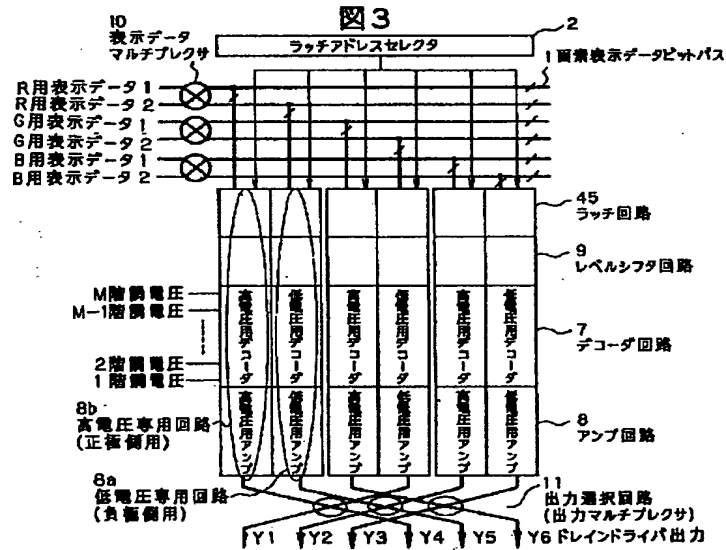 図3
10
表示データ
マルチプレクサ
2
ラッチアドレスセレクタ
1画素表示データビットバス
R用表示データ1
R用表示データ2
G用表示データ1
G用表示データ2
B用表示データ1
B用表示データ2
45
ラッチ回路
9
レベルシフタ回路
M階調電圧
M-1階調電圧
2階調電圧
1階調電圧
高電圧用デコーダ
低電圧用デコーダ
高電圧用デコーダ
低電圧用デコーダ
高電圧用デコーダ
低電圧用デコーダ
7
デコーダ回路
高電圧用アンプ
低電圧用アンプ
高電圧用アンプ
低電圧用アンプ
高電圧用アンプ
低電圧用アンプ
8
アンプ回路
8b
高電圧専用回路
(正極側用)
8a
低電圧専用回路
(負極側用)
11
出力選択回路
(出力マルチプレクサ)
Y1 Y2 Y3 Y4 Y5 Y6 ドレインドライバ出力